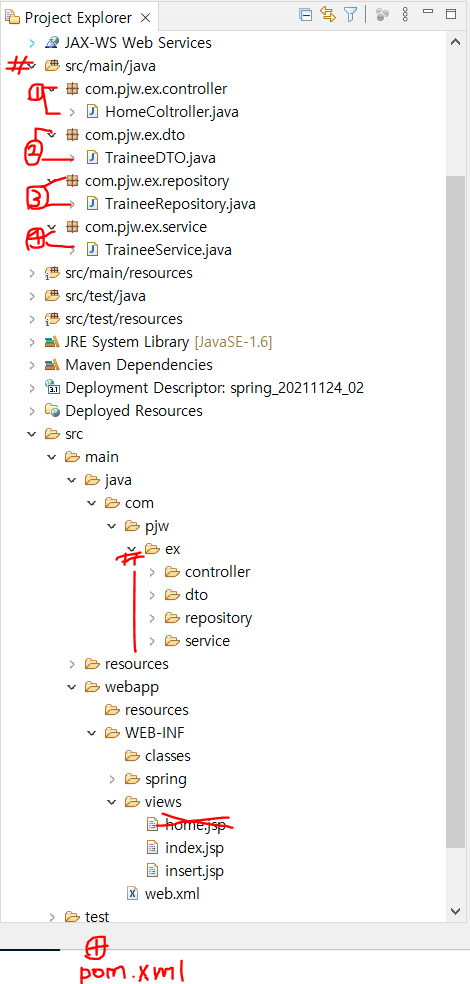 Project Explorer
JAX-WS Web Services
# src/main/java
① com.pjw.ex.controller
HomeColtroller.java
② com.pjw.ex.dto
TraineeDTO.java
③ com.pjw.ex.repository
TraineeRepository.java
④ com.pjw.ex.service
TraineeService.java
src/main/resources
src/test/java
src/test/resources
JRE System Library [JavaSE-1.6]
Maven Dependencies
3.1 Deployment Descriptor: spring_20211124_02
Deployed Resources
src
main
java
com
pjw
# ex
controller
dto
repository
service
resources
webapp
resources
WEB-INF
classes
spring
views
home.jsp
index.jsp
insert.jsp
web.xml
test
pom.xml